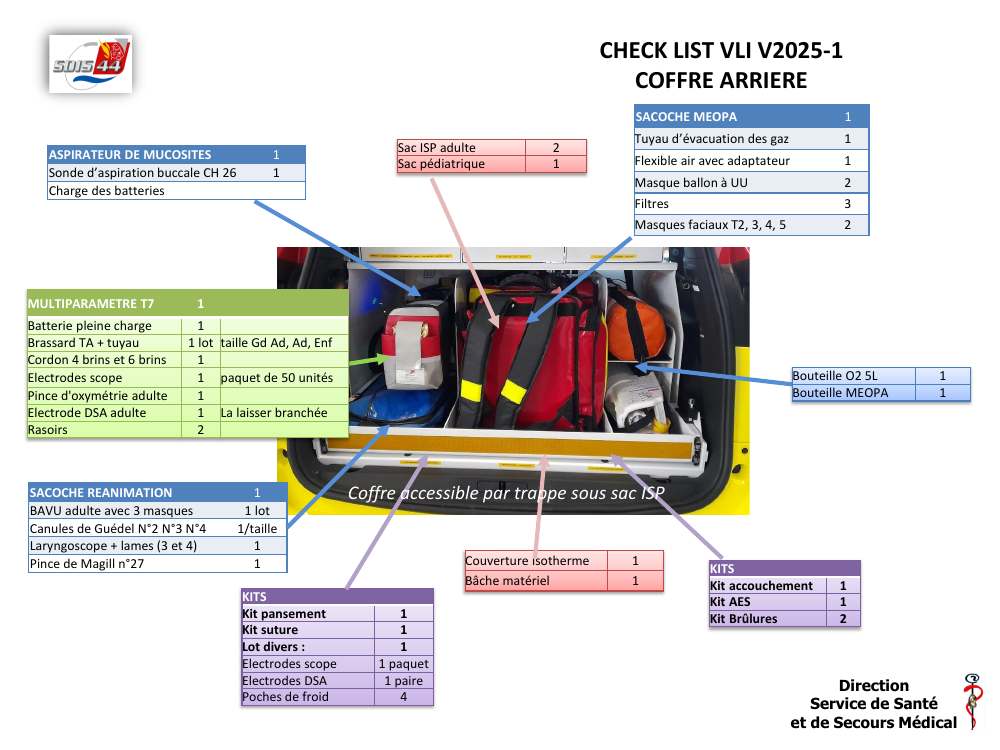 SDIS 44
CHECK LIST VLI V2025-1
COFFRE ARRIERE
SACOCHE MEOPA 1
Tuyau d'évacuation des gaz 1
Flexible air avec adaptateur 1
Masque ballon à UU 2
Filtres 3
Masques faciaux T2, 3, 4, 5 2
Sac ISP adulte 2
Sac pédiatrique 1
ASPIRATEUR DE MUCOSITES 1
Sonde d'aspiration buccale CH 26 1
Charge des batteries
MULTIPARAMETRE T7 1
Batterie pleine charge 1
Brassard TA + tuyau 1 lot taille Gd Ad, Ad, Enf
Cordon 4 brins et 6 brins 1
Electrodes scope 1 paquet de 50 unités
Pince d'oxymétrie adulte 1
Electrode DSA adulte 1 La laisser branchée
Rasoirs 2
Bouteille O2 5L 1
Bouteille MEOPA 1
Coffre accessible par trappe sous sac ISP
SACOCHE REANIMATION 1
BAVU adulte avec 3 masques 1 lot
Canules de Guédel N°2 N°3 N°4 1/taille
Laryngoscope + lames (3 et 4) 1
Pince de Magill n°27 1
Couverture isotherme 1
Bâche matériel 1
KITS
Kit accouchement 1
Kit AES 1
Kit Brûlures 2
KITS
Kit pansement 1
Kit suture 1
Lot divers : 1
Electrodes scope 1 paquet
Electrodes DSA 1 paire
Poches de froid 4
Direction
Service de Santé
et de Secours Médical